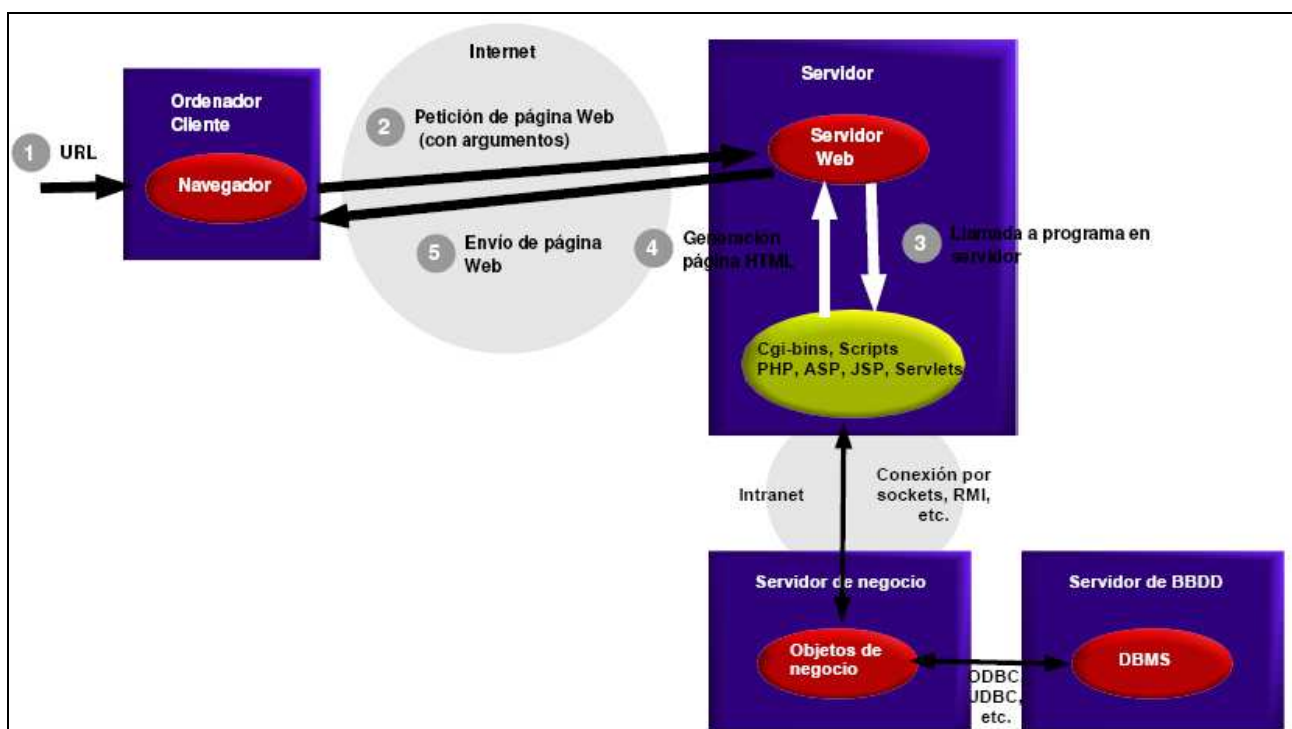 Internet
Servidor
Ordenador
Cliente
1
URL
Navegador
2
Petición de página Web
(con argumentos)
Servidor
Web
5
Envío de página
Web
4
Generación
página HTML
3
Llamada a programa en
servidor
Cgi-bins, Scripts
PHP, ASP, JSP, Servlets
Intranet
Conexión por
sockets, RMI,
etc.
Servidor de negocio
Servidor de BBDD
Objetos de
negocio
DBMS
ODBC,
JDBC,
etc.